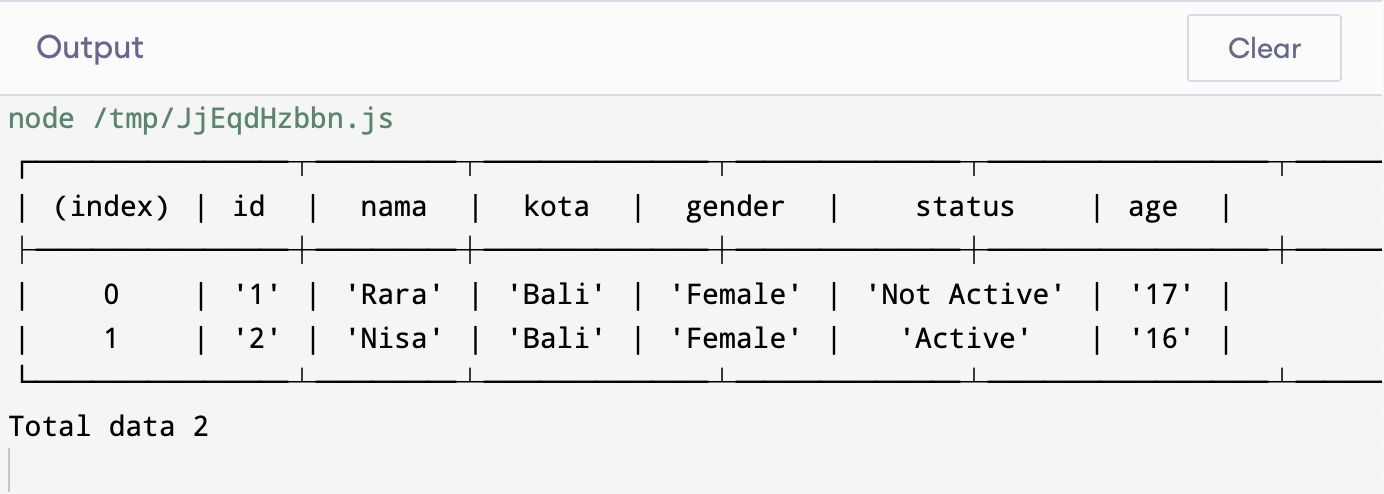 Output
Clear
node /tmp/JjEqdHzbbn.js
| (index) | id | nama | kota | gender | status | age |
| 0 | '1' | 'Rara' | 'Bali' | 'Female' | 'Not Active' | '17' |
| 1 | '2' | 'Nisa' | 'Bali' | 'Female' | 'Active' | '16' |
Total data 2